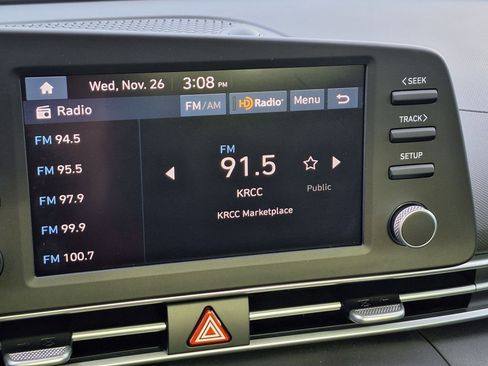 Wed, Nov. 26 3:08 PM
Radio FM/AM HD Radio Menu
FM 94.5
FM 95.5
FM 97.9
FM 99.9
FM 100.7
FM
91.5
KRCC
Public
KRCC Marketplace
<SEEK
TRACK>
SETUP